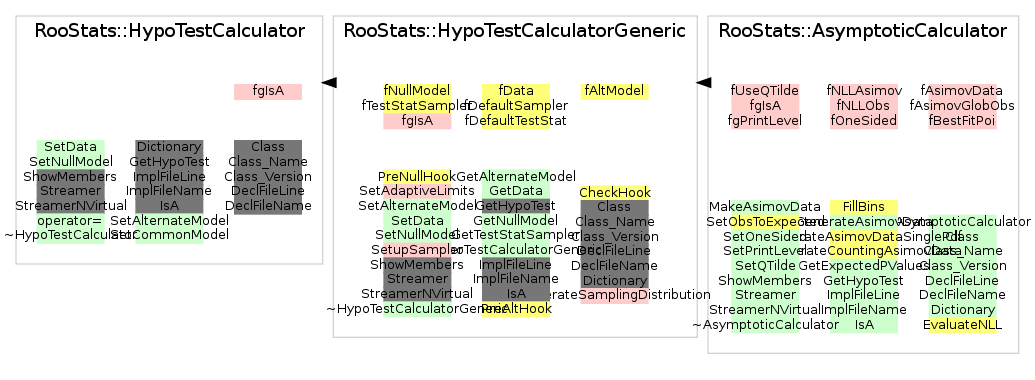 RooStats::HypoTestCalculator
fgIsA
SetData
SetNullModel
ShowMembers
Streamer
StreamerNVirtual
operator=
~HypoTestCalculator
Dictionary
GetHypoTest
ImplFileLine
ImplFileName
IsA
SetAlternateModel
SetCommonModel
Class
Class_Name
Class_Version
DeclFileLine
DeclFileName
RooStats::HypoTestCalculatorGeneric
fNullModel
fTestStatSampler
fgIsA
fData
fDefaultSampler
fDefaultTestStat
fAltModel
PreNullHook
SetAdaptiveLimits
SetAlternateModel
SetData
SetNullModel
SetupSampler
ShowMembers
Streamer
StreamerNVirtual
~HypoTestCalculatorGeneric
GetAlternateModel
GetData
GetHypoTest
GetNullModel
GetTestStatSampler
HypoTestCalculatorGeneric
ImplFileLine
ImplFileName
IsA
PreAltHook
CheckHook
Class
Class_Name
Class_Version
DeclFileLine
DeclFileName
Dictionary
erateSamplingDistribution
RooStats::AsymptoticCalculator
fUseQTilde
fgIsA
fgPrintLevel
fNLLAsimov
fNLLObs
fOneSided
fAsimovData
fAsimovGlobObs
fBestFitPoi
MakeAsimovData
SetObsToExpected
SetOneSided
SetPrintLevel
SetQTilde
ShowMembers
Streamer
StreamerNVirtual
~AsymptoticCalculator
FillBins
erateAsimovData
rateAsimovDataSinglePdf
rateCountingAsimovData
GetExpectedPValues
GetHypoTest
ImplFileLine
ImplFileName
IsA
AsymptoticCalculator
Class
Class_Name
Class_Version
DeclFileLine
DeclFileName
Dictionary
EvaluateNLL